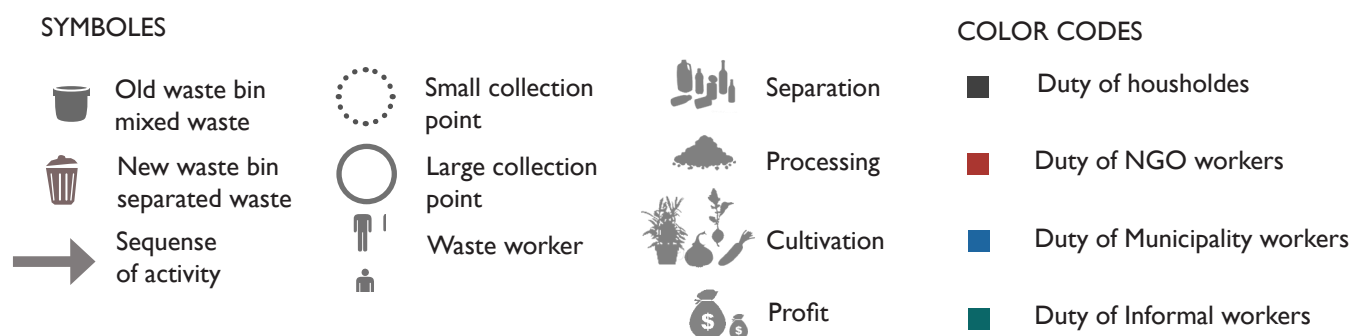 SYMBOLES
Old waste bin
mixed waste
New waste bin
separated waste
Sequense
of activity
Small collection
point
Large collection
point
Waste worker
Separation
Processing
Cultivation
Profit
$ $
COLOR CODES
Duty of housholdes
Duty of NGO workers
Duty of Municipality workers
Duty of Informal workers